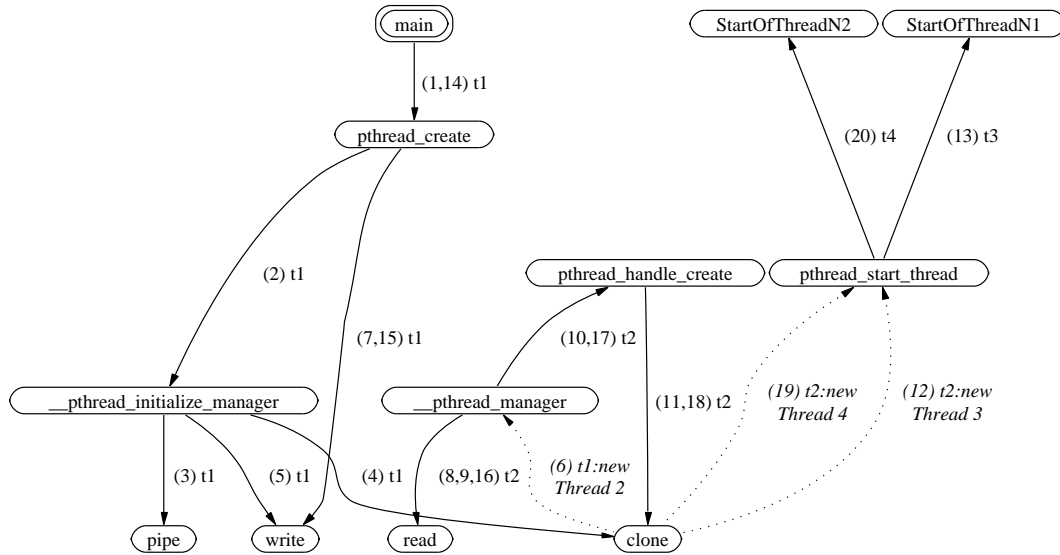 main
StartOfThreadN2
StartOfThreadN1
(1,14) t1
pthread_create
(20) t4
(13) t3
(2) t1
pthread_handle_create
pthread_start_thread
(7,15) t1
(10,17) t2
__pthread_initialize_manager
__pthread_manager
(11,18) t2
(19) t2:new
Thread 4
(12) t2:new
Thread 3
(3) t1
(5) t1
(4) t1
(8,9,16) t2
(6) t1:new
Thread 2
pipe
write
read
clone